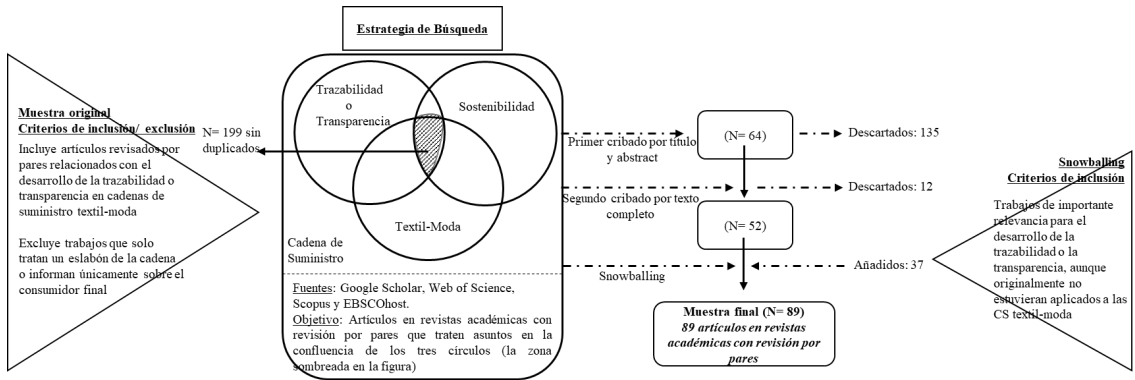 Estrategia de Búsqueda
Muestra original
Criterios de inclusión/ exclusión
Incluye artículos revisados por
pares relacionados con el
desarrollo de la trazabilidad o
transparencia en cadenas de
suministro textil-moda
Excluye trabajos que solo
tratan un eslabón de la cadena
o informan únicamente sobre el
consumidor final
N= 199 sin
duplicados
Trazabilidad
o
Transparencia
Sostenibilidad
Textil-Moda
Cadena de
Suministro
Fuentes: Google Scholar, Web of Science,
Scopus y EBSCOhost.
Objetivo: Artículos en revistas académicas con
revisión por pares que traten asuntos en la
confluencia de los tres círculos (la zona
sombreada en la figura)
Primer cribado por título
y abstract
(N= 64)
Descartados: 135
Segundo cribado por texto
completo
Descartados: 12
(N= 52)
Snowballing
Añadidos: 37
Muestra final (N= 89)
89 artículos en revistas
académicas con revisión por
pares
Snowballing
Criterios de inclusión
Trabajos de importante
relevancia para el
desarrollo de la
trazabilidad o la
transparencia, aunque
originalmente no
estuvieran aplicados a las
CS textil-moda